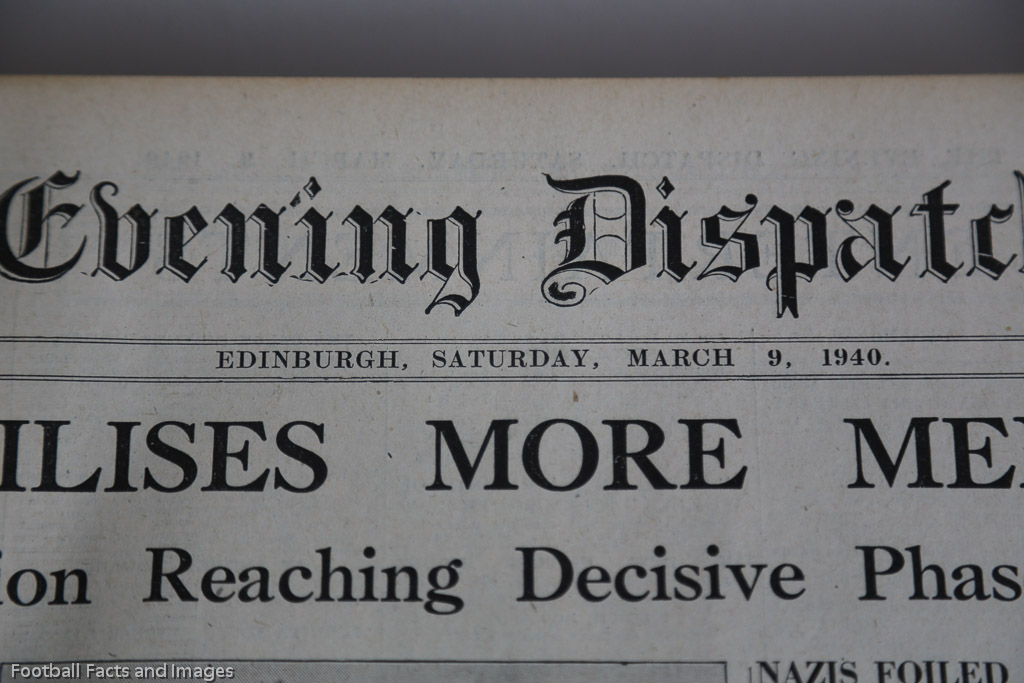 Evening Dispatch
EDINBURGH, SATURDAY, MARCH 9, 1940.
ILISES MORE ME
ion Reaching Decisive Phas
NAZIS FOILED
Football Facts and Images